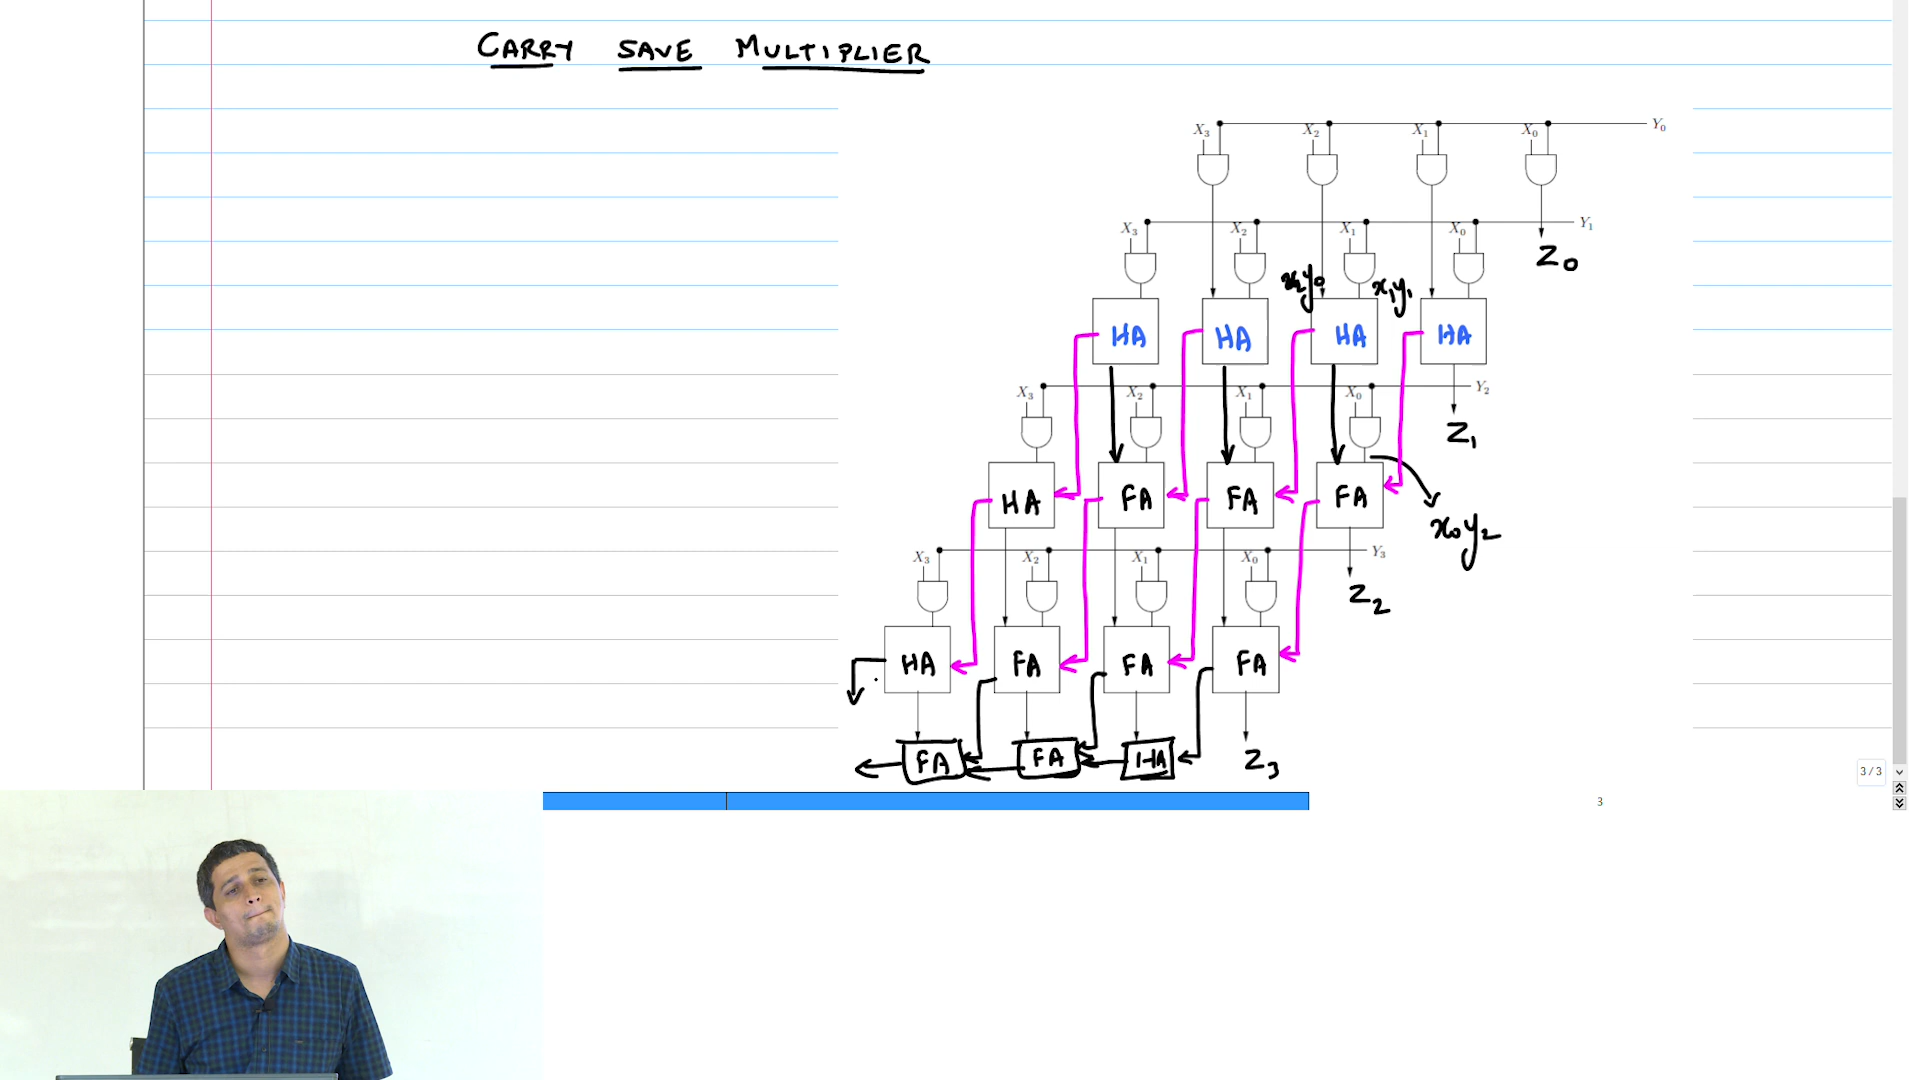 CARRY SAVE MULTIPLIER
X3 X2 X1 X0 Y0
X3 X2 X1 X0 Y1
Z0
x2y0 x1y1
HA HA HA HA
X3 X2 X1 X0 Y2
Z1
HA FA FA FA
x0y2
X3 X2 X1 X0 Y3
Z2
HA FA FA FA
FA FA HA Z3
3/3
3